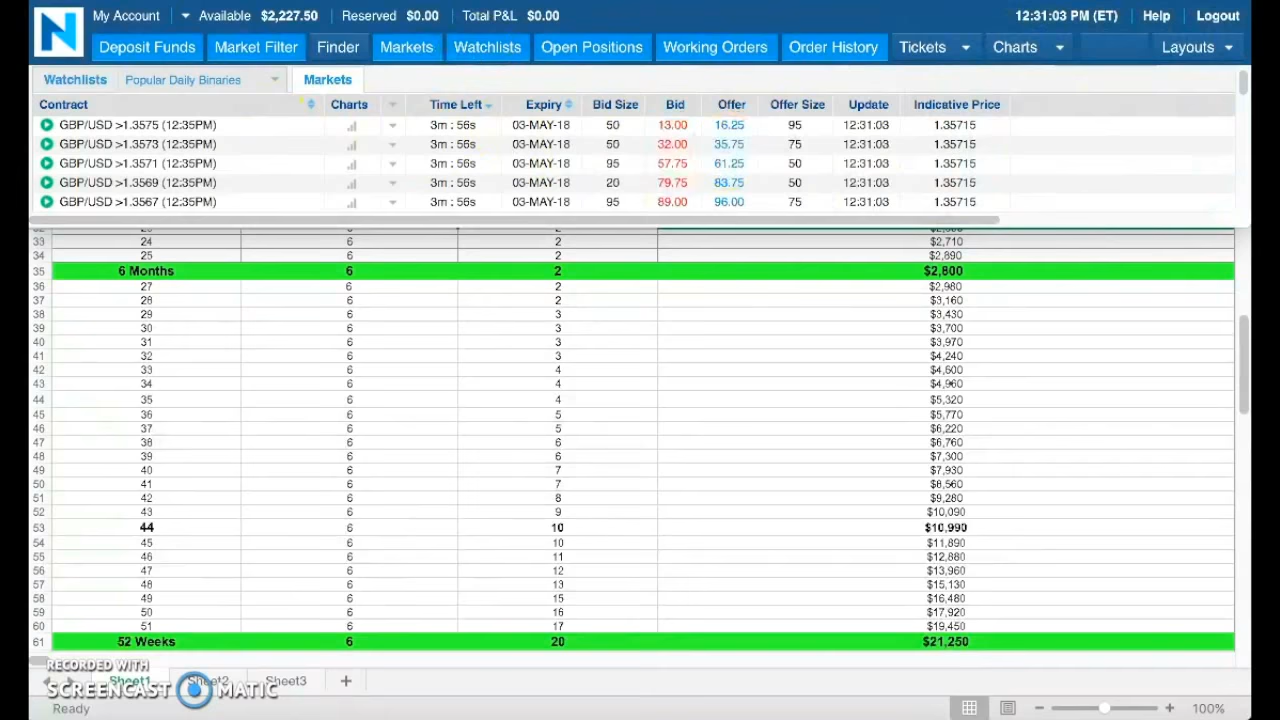 N My Account Available $2,227.50 Reserved $0.00 Total P&L $0.00 12:31:03 PM (ET) Help Logout
Deposit Funds Market Filter Finder Markets Watchlists Open Positions Working Orders Order History Tickets Charts Layouts
Watchlists Popular Daily Binaries Markets
Contract Charts Time Left Expiry Bid Size Bid Offer Offer Size Update Indicative Price
GBP/USD >1.3575 (12:35PM) 3m : 56s 03-MAY-18 50 13.00 16.25 95 12:31:03 1.35715
GBP/USD >1.3573 (12:35PM) 3m : 56s 03-MAY-18 50 32.00 35.75 75 12:31:03 1.35715
GBP/USD >1.3571 (12:35PM) 3m : 56s 03-MAY-18 95 57.75 61.25 50 12:31:03 1.35715
GBP/USD >1.3569 (12:35PM) 3m : 56s 03-MAY-18 20 79.75 83.75 50 12:31:03 1.35715
GBP/USD >1.3567 (12:35PM) 3m : 56s 03-MAY-18 95 89.00 96.00 75 12:31:03 1.35715
33 24 6 2 $2,710
34 25 6 2 $2,890
35 6 Months 6 2 $2,800
36 27 6 2 $2,980
37 28 6 2 $3,160
38 29 6 3 $3,430
39 30 6 3 $3,700
40 31 6 3 $3,970
41 32 6 3 $4,240
42 33 6 4 $4,600
43 34 6 4 $4,960
44 35 6 4 $5,320
45 36 6 5 $5,770
46 37 6 5 $6,220
47 38 6 6 $6,760
48 39 6 6 $7,300
49 40 6 7 $7,930
50 41 6 7 $8,560
51 42 6 8 $9,280
52 43 6 9 $10,090
53 44 6 10 $10,990
54 45 6 10 $11,890
55 46 6 11 $12,880
56 47 6 12 $13,960
57 48 6 13 $15,130
58 49 6 15 $16,480
59 50 6 16 $17,920
60 51 6 17 $19,450
61 52 Weeks 6 20 $21,250
RECORDED WITH
SCREENCAST MATIC
Sheet1 Sheet2 Sheet3 +
Ready 100%